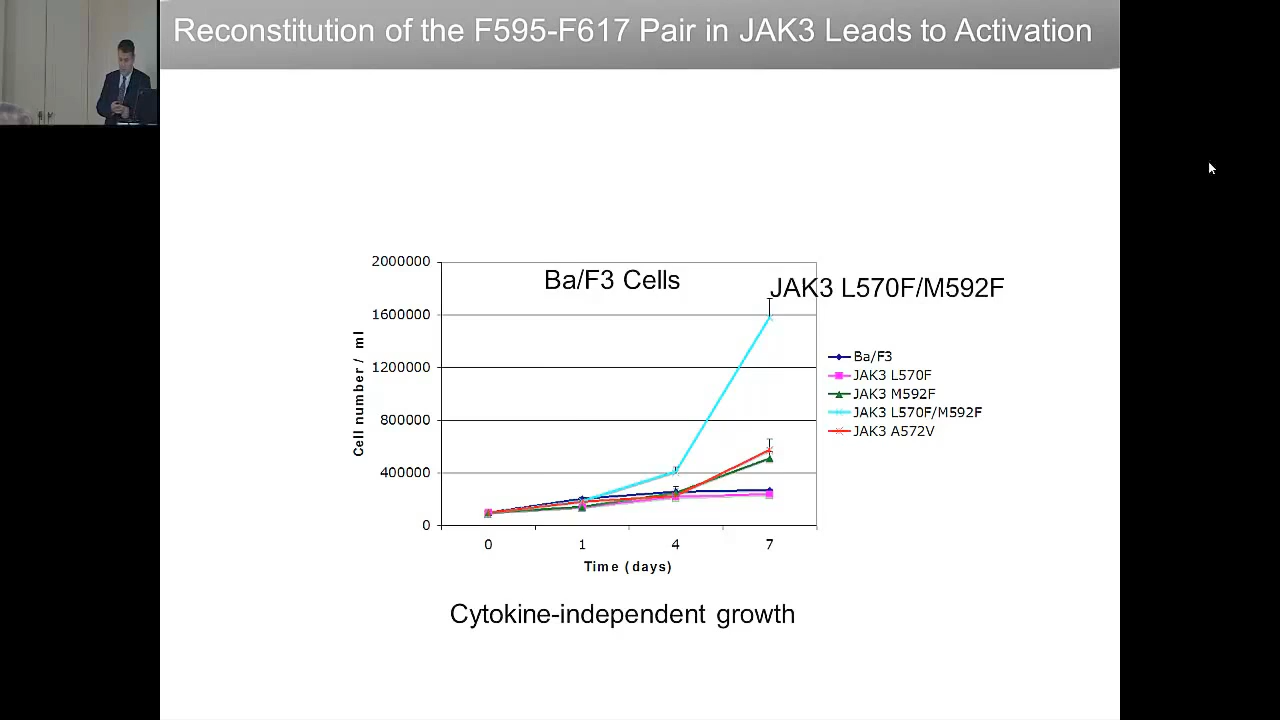 Reconstitution of the F595-F617 Pair in JAK3 Leads to Activation
Ba/F3 Cells
JAK3 L570F/M592F
2000000
1600000
1200000
800000
400000
0
Cell number / ml
0 1 4 7
Time (days)
Ba/F3
JAK3 L570F
JAK3 M592F
JAK3 L570F/M592F
JAK3 A572V
Cytokine-independent growth